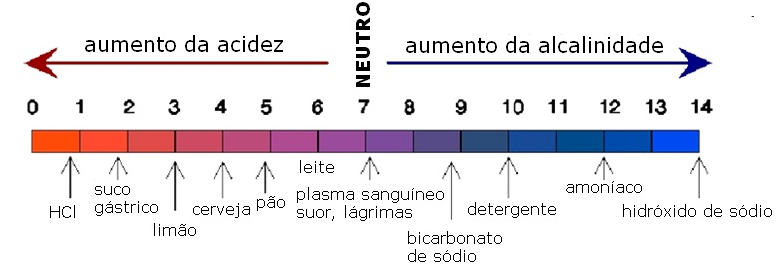 aumento da acidez
NEUTRO
aumento da alcalinidade
0 1 2 3 4 5 6 7 8 9 10 11 12 13 14
HCl
suco
gástrico
limão
cerveja
pão
leite
plasma sanguíneo
suor, lágrimas
bicarbonato
de sódio
detergente
amoníaco
hidróxido de sódio